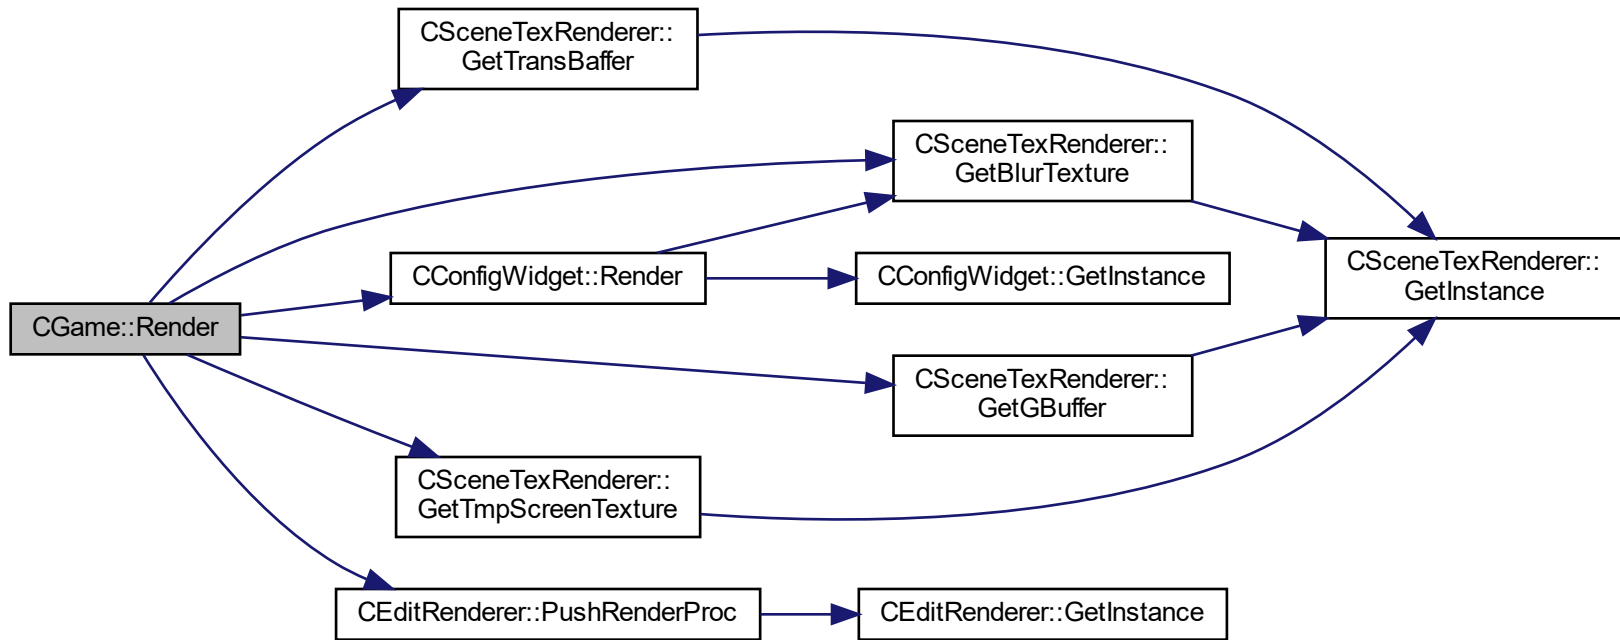 CSceneTexRenderer::
GetTransBaffer
CSceneTexRenderer::
GetBlurTexture
CConfigWidget::Render
CConfigWidget::GetInstance
CSceneTexRenderer::
GetInstance
CGame::Render
CSceneTexRenderer::
GetGBuffer
CSceneTexRenderer::
GetTmpScreenTexture
CEditRenderer::PushRenderProc
CEditRenderer::GetInstance